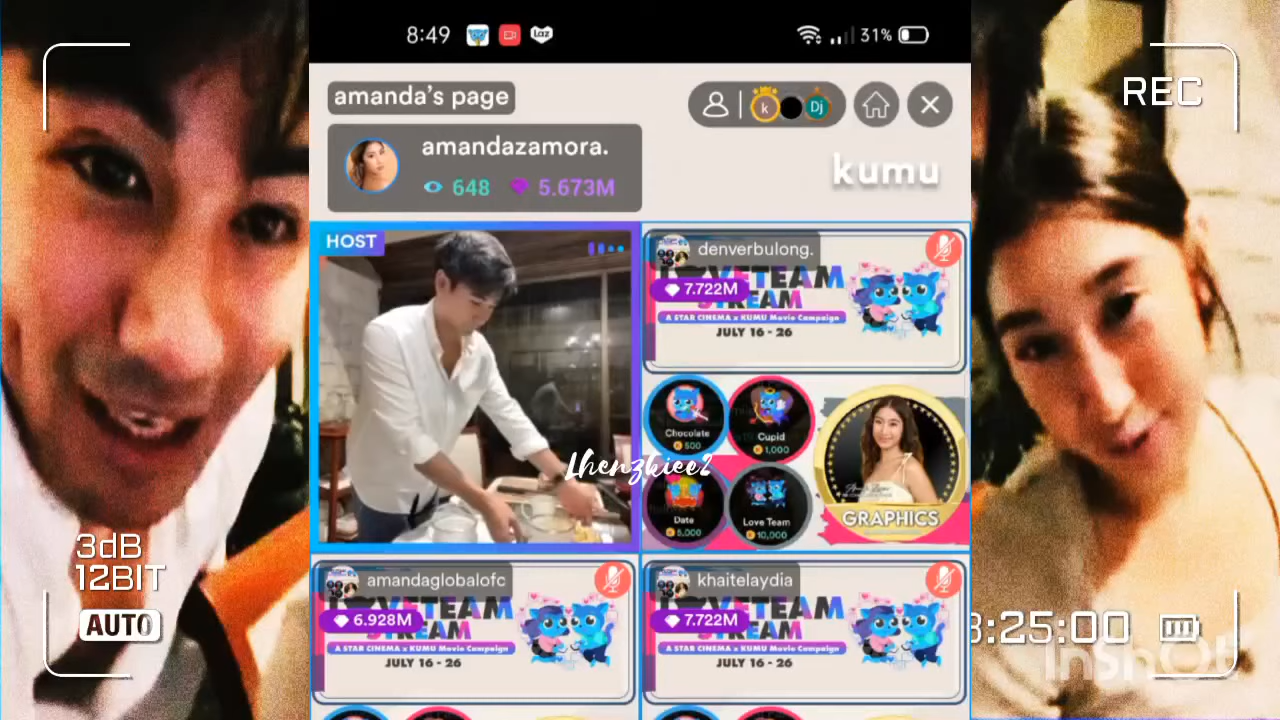 8:49
Laz
31%
amanda's page
k
Dj
amandazamora.
648
5.673M
kumu
REC
HOST
denverbulong.
7.722M
LOVETEAM
STREAM
A STAR CINEMA x KUMU Movie Campaign
JULY 16 - 26
Chocolate
500
Cupid
1,000
Date
5,000
Love Team
10,000
GRAPHICS
Lhenzkiee2
3dB
12BIT
AUTO
amandaglobalofc
6.928M
LOVETEAM
STREAM
A STAR CINEMA x KUMU Movie Campaign
JULY 16 - 26
khaitelaydia
7.722M
LOVETEAM
STREAM
A STAR CINEMA x KUMU Movie Campaign
JULY 16 - 26
3:25:00
InShOt